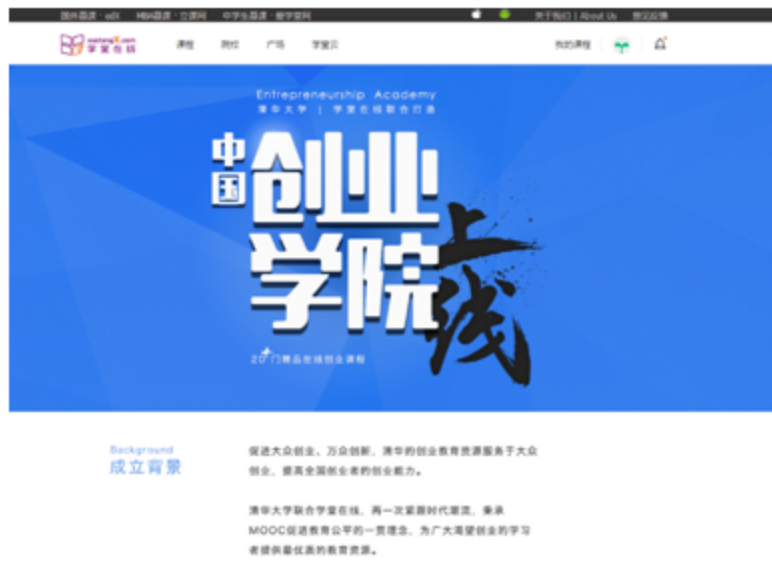 国外慕课 · edX MBA慕课 · 立课网 中学生慕课 · 爱学堂网 关于我们 | About Us 意见反馈
xuetangX.com
学堂在线 课程 院校 广场 学堂云 我的课程
Entrepreneurship Academy
清华大学 | 学堂在线联合打造
中国
创业
学院
上线
20+门精品在线创业课程
Background
成立背景
促进大众创业、万众创新，清华的创业教育资源服务于大众
创业，提高全国创业者的创业能力。
清华大学联合学堂在线，再一次紧跟时代潮流，秉承
MOOC促进教育公平的一贯理念，为广大渴望创业的学习
者提供最优质的教育资源。